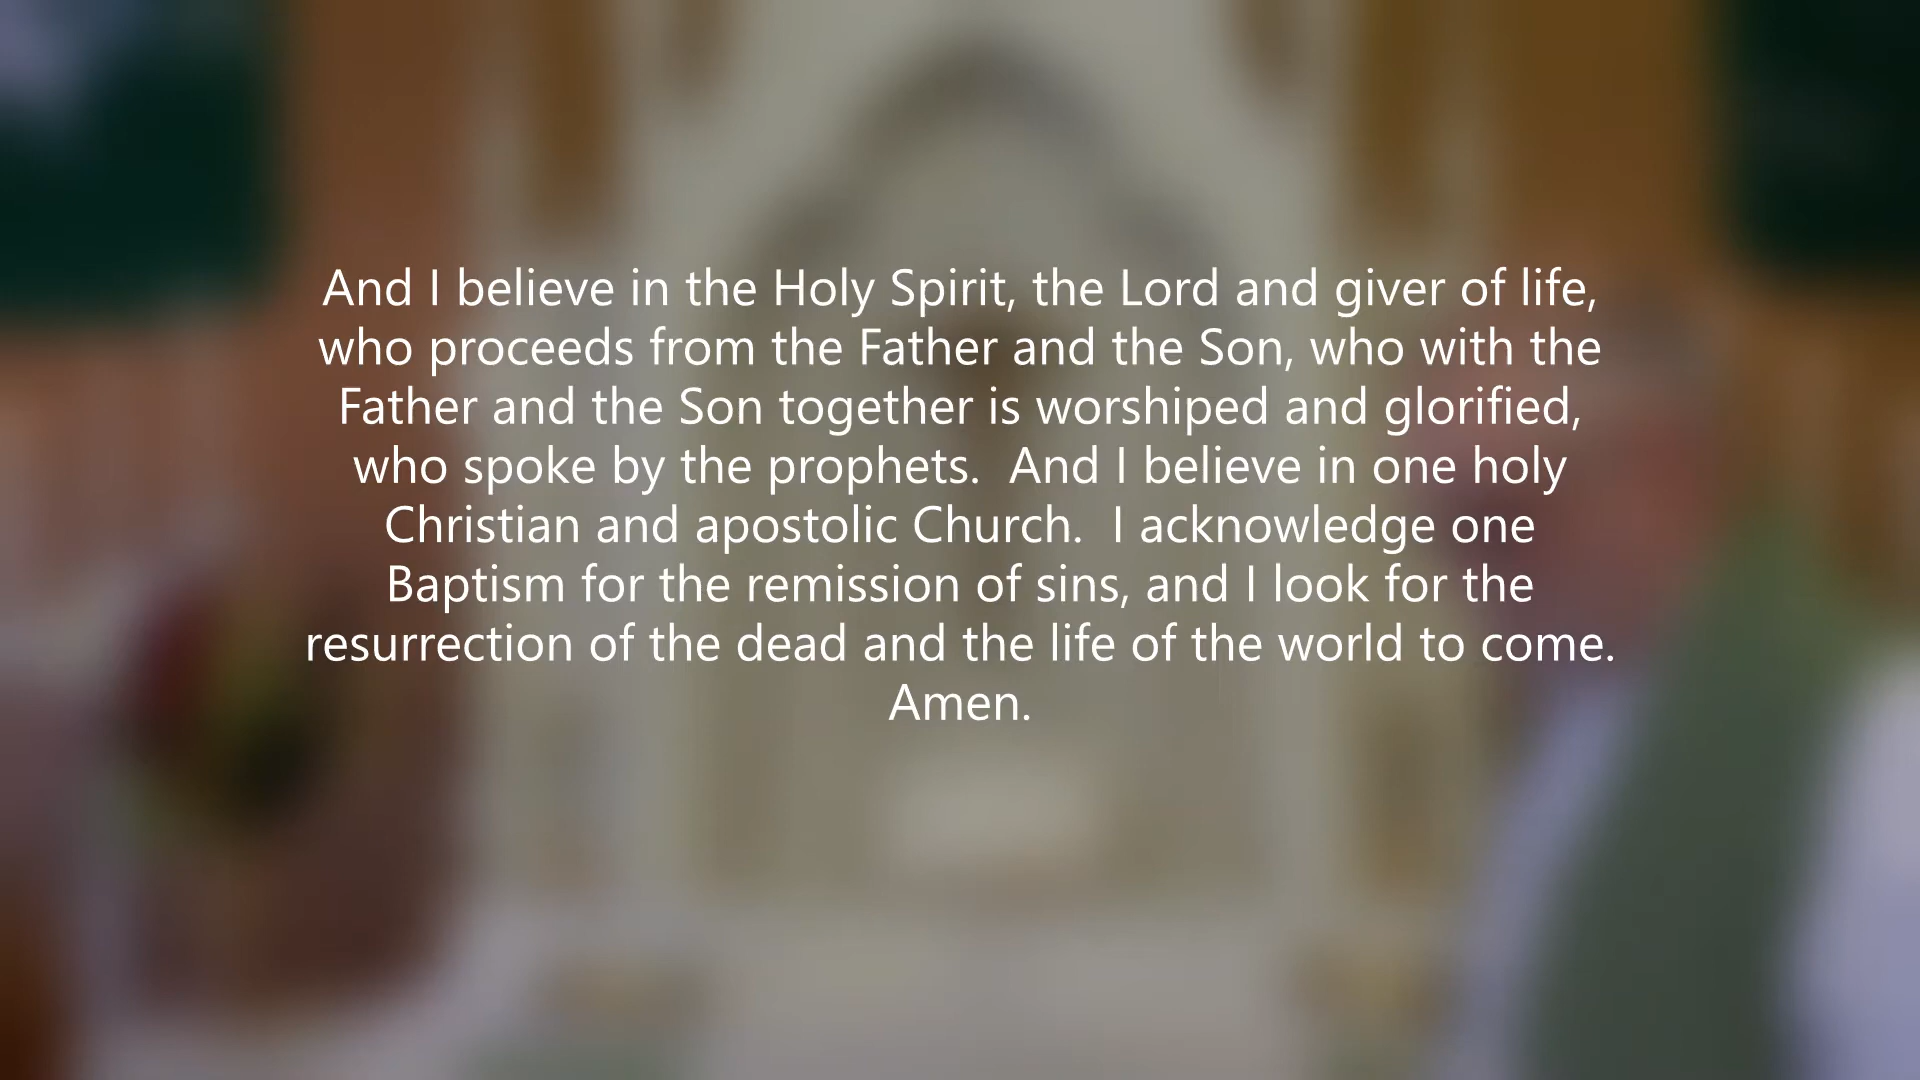 And I believe in the Holy Spirit, the Lord and giver of life,
who proceeds from the Father and the Son, who with the
Father and the Son together is worshiped and glorified,
who spoke by the prophets.  And I believe in one holy
Christian and apostolic Church.  I acknowledge one
Baptism for the remission of sins, and I look for the
resurrection of the dead and the life of the world to come.
Amen.